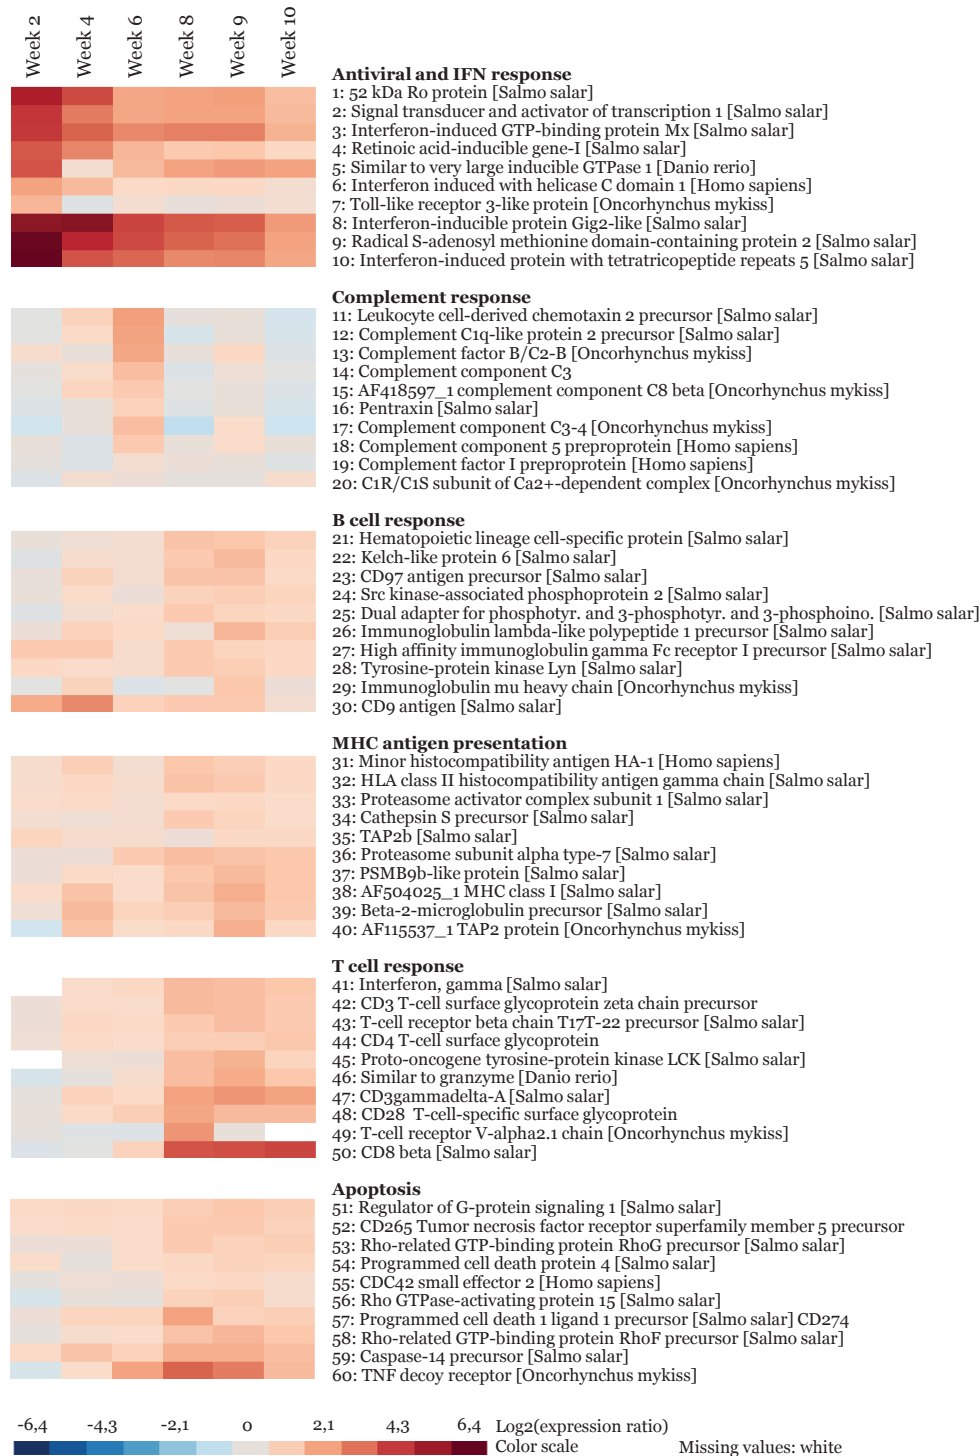 Week 2 Week 4 Week 6 Week 8 Week 9 Week 10
Antiviral and IFN response
1: 52 kDa Ro protein [Salmo salar]
2: Signal transducer and activator of transcription 1 [Salmo salar]
3: Interferon-induced GTP-binding protein Mx [Salmo salar]
4: Retinoic acid-inducible gene-I [Salmo salar]
5: Similar to very large inducible GTPase 1 [Danio rerio]
6: Interferon induced with helicase C domain 1 [Homo sapiens]
7: Toll-like receptor 3-like protein [Oncorhynchus mykiss]
8: Interferon-inducible protein Gig2-like [Salmo salar]
9: Radical S-adenosyl methionine domain-containing protein 2 [Salmo salar]
10: Interferon-induced protein with tetratricopeptide repeats 5 [Salmo salar]
Complement response
11: Leukocyte cell-derived chemotaxin 2 precursor [Salmo salar]
12: Complement C1q-like protein 2 precursor [Salmo salar]
13: Complement factor B/C2-B [Oncorhynchus mykiss]
14: Complement component C3
15: AF418597_1 complement component C8 beta [Oncorhynchus mykiss]
16: Pentraxin [Salmo salar]
17: Complement component C3-4 [Oncorhynchus mykiss]
18: Complement component 5 preproprotein [Homo sapiens]
19: Complement factor I preproprotein [Homo sapiens]
20: C1R/C1S subunit of Ca2+-dependent complex [Oncorhynchus mykiss]
B cell response
21: Hematopoietic lineage cell-specific protein [Salmo salar]
22: Kelch-like protein 6 [Salmo salar]
23: CD97 antigen precursor [Salmo salar]
24: Src kinase-associated phosphoprotein 2 [Salmo salar]
25: Dual adapter for phosphotyr. and 3-phosphotyr. and 3-phosphoino. [Salmo salar]
26: Immunoglobulin lambda-like polypeptide 1 precursor [Salmo salar]
27: High affinity immunoglobulin gamma Fc receptor I precursor [Salmo salar]
28: Tyrosine-protein kinase Lyn [Salmo salar]
29: Immunoglobulin mu heavy chain [Oncorhynchus mykiss]
30: CD9 antigen [Salmo salar]
MHC antigen presentation
31: Minor histocompatibility antigen HA-1 [Homo sapiens]
32: HLA class II histocompatibility antigen gamma chain [Salmo salar]
33: Proteasome activator complex subunit 1 [Salmo salar]
34: Cathepsin S precursor [Salmo salar]
35: TAP2b [Salmo salar]
36: Proteasome subunit alpha type-7 [Salmo salar]
37: PSMB9b-like protein [Salmo salar]
38: AF504025_1 MHC class I [Salmo salar]
39: Beta-2-microglobulin precursor [Salmo salar]
40: AF115537_1 TAP2 protein [Oncorhynchus mykiss]
T cell response
41: Interferon, gamma [Salmo salar]
42: CD3 T-cell surface glycoprotein zeta chain precursor
43: T-cell receptor beta chain T17T-22 precursor [Salmo salar]
44: CD4 T-cell surface glycoprotein
45: Proto-oncogene tyrosine-protein kinase LCK [Salmo salar]
46: Similar to granzyme [Danio rerio]
47: CD3gammadelta-A [Salmo salar]
48: CD28 T-cell-specific surface glycoprotein
49: T-cell receptor V-alpha2.1 chain [Oncorhynchus mykiss]
50: CD8 beta [Salmo salar]
Apoptosis
51: Regulator of G-protein signaling 1 [Salmo salar]
52: CD265 Tumor necrosis factor receptor superfamily member 5 precursor
53: Rho-related GTP-binding protein RhoG precursor [Salmo salar]
54: Programmed cell death protein 4 [Salmo salar]
55: CDC42 small effector 2 [Homo sapiens]
56: Rho GTPase-activating protein 15 [Salmo salar]
57: Programmed cell death 1 ligand 1 precursor [Salmo salar] CD274
58: Rho-related GTP-binding protein RhoF precursor [Salmo salar]
59: Caspase-14 precursor [Salmo salar]
60: TNF decoy receptor [Oncorhynchus mykiss]
-6,4 -4,3 -2,1 0 2,1 4,3 6,4 Log2(expression ratio)
Color scale Missing values: white